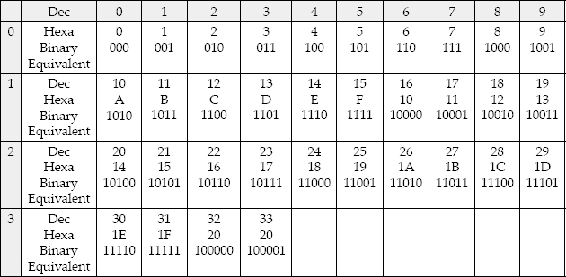 Dec 0 1 2 3 4 5 6 7 8 9
0 Hexa 0 1 2 3 4 5 6 7 8 9
Binary 000 001 010 011 100 101 110 111 1000 1001
Equivalent
1 Dec 10 11 12 13 14 15 16 17 18 19
Hexa A B C D E F 10 11 12 13
Binary 1010 1011 1100 1101 1110 1111 10000 10001 10010 10011
Equivalent
2 Dec 20 21 22 23 24 25 26 27 28 29
Hexa 14 15 16 17 18 19 1A 1B 1C 1D
Binary 10100 10101 10110 10111 11000 11001 11010 11011 11100 11101
Equivalent
3 Dec 30 31 32 33
Hexa 1E 1F 20 20
Binary 11110 11111 100000 100001
Equivalent